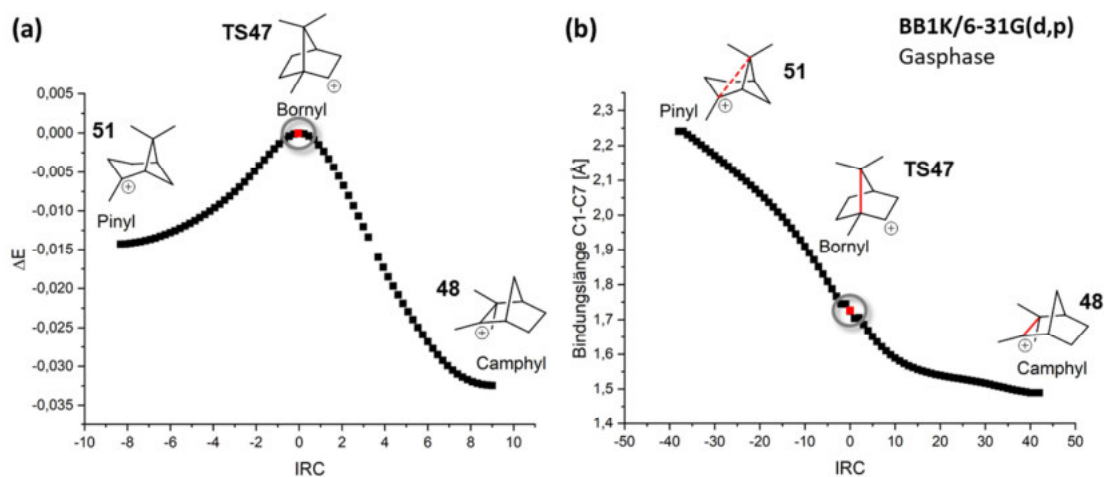 (a)
TS47
Bornyl
51
Pinyl
48
Camphyl
0,005
0,000
-0,005
-0,010
-0,015
-0,020
-0,025
-0,030
-0,035
ΔE
-10 -8 -6 -4 -2 0 2 4 6 8 10
IRC
(b)
BB1K/6-31G(d,p)
Gasphase
51
Pinyl
TS47
Bornyl
48
Camphyl
2,3
2,2
2,1
2,0
1,9
1,8
1,7
1,6
1,5
1,4
Bindungslänge C1-C7 [Å]
-50 -40 -30 -20 -10 0 10 20 30 40 50
IRC